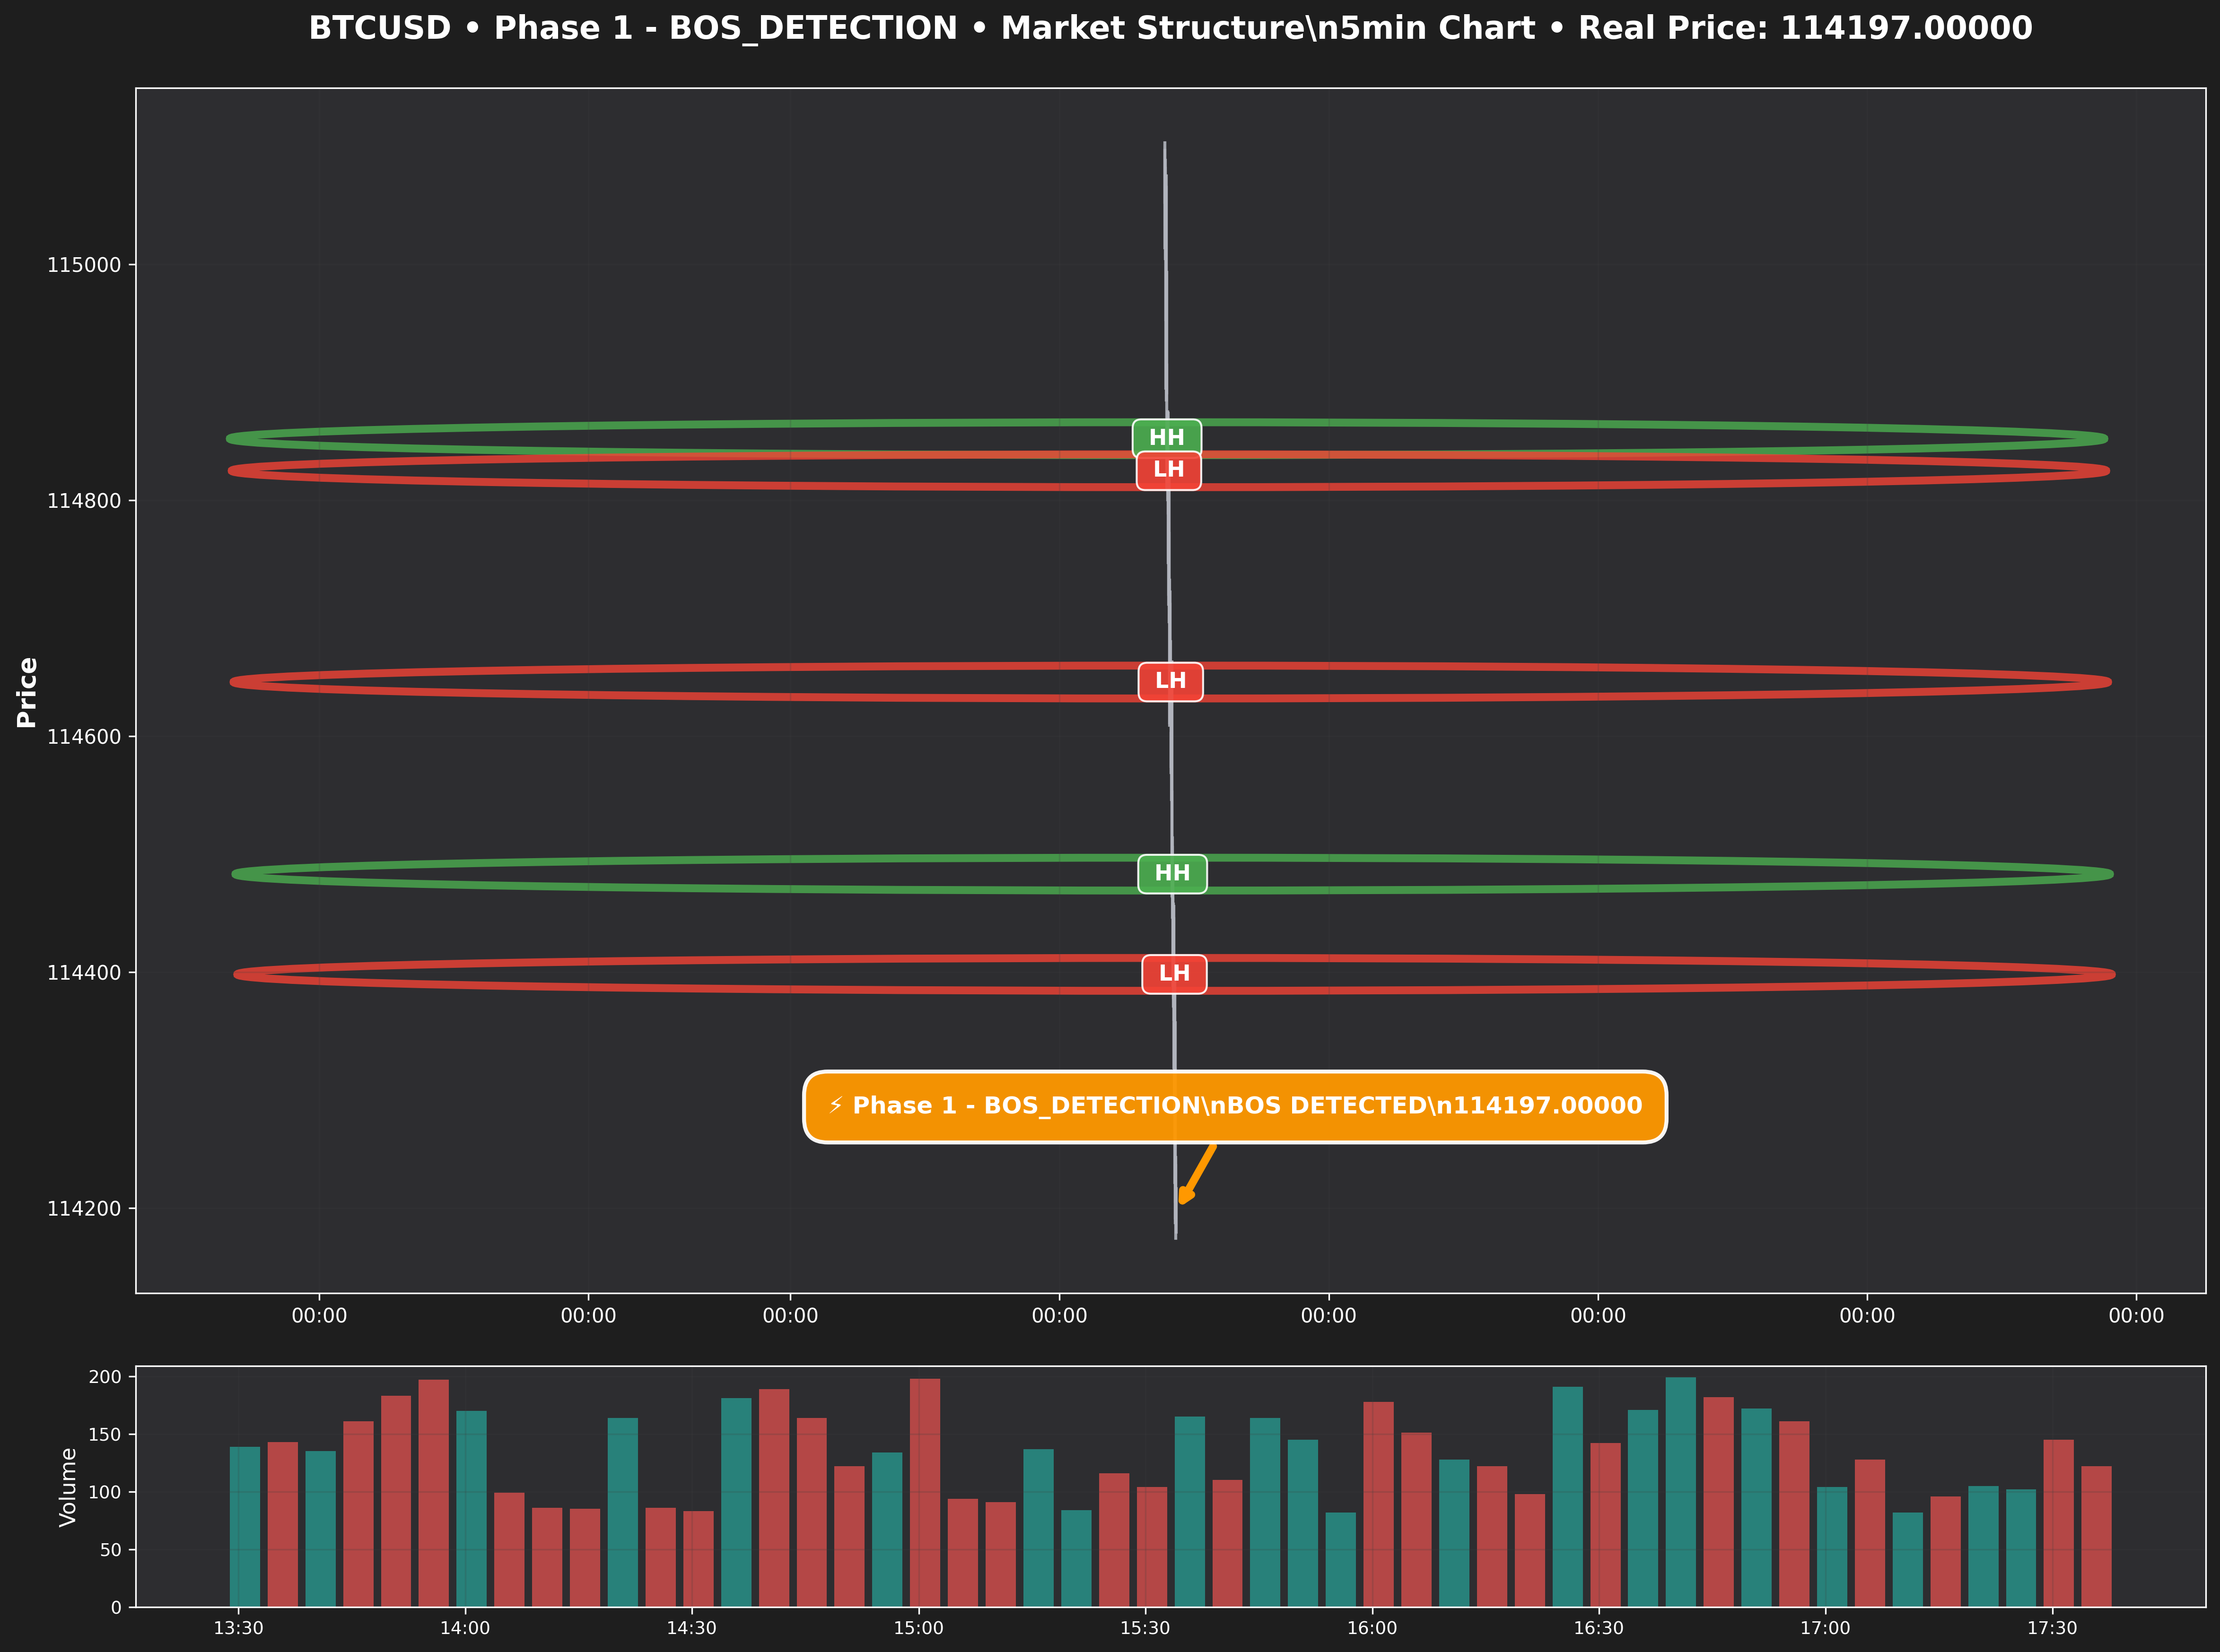 BTCUSD • Phase 1 - BOS_DETECTION • Market Structure\n5min Chart • Real Price: 114197.00000
Price
115000
114800
114600
114400
114200
HH
LH
LH
HH
LH
⚡ Phase 1 - BOS_DETECTION\nBOS DETECTED\n114197.00000
00:00 00:00 00:00 00:00 00:00 00:00 00:00 00:00
Volume
200
150
100
50
0
13:30 14:00 14:30 15:00 15:30 16:00 16:30 17:00 17:30